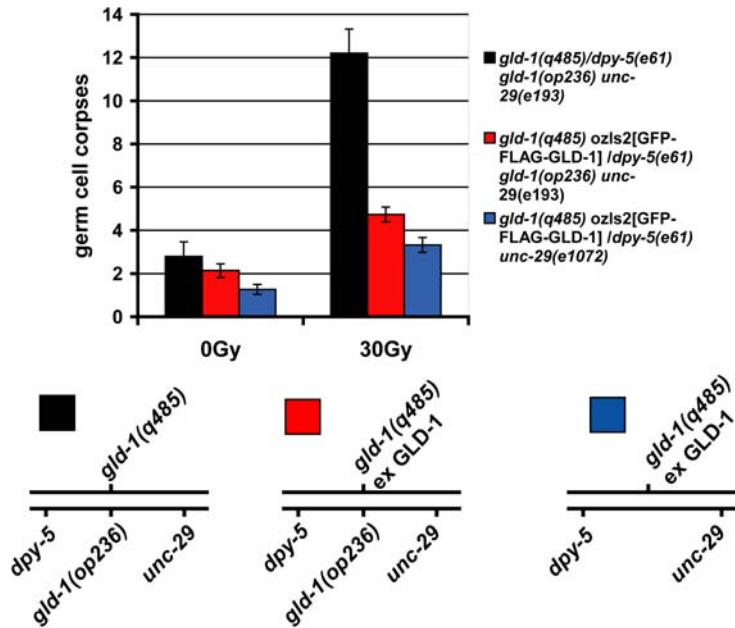 14
12
10
8
6
4
2
0
germ cell corpses
0Gy
30Gy
gld-1(q485)/dpy-5(e61)
gld-1(op236) unc-
29(e193)
gld-1(q485) ozls2[GFP-
FLAG-GLD-1] /dpy-5(e61)
gld-1(op236) unc-
29(e193)
gld-1(q485) ozls2[GFP-
FLAG-GLD-1] /dpy-5(e61)
unc-29(e1072)
gld-1(q485)
dpy-5
gld-1(op236)
unc-29
gld-1(q485)
ex GLD-1
dpy-5
gld-1(op236)
unc-29
gld-1(q485)
ex GLD-1
dpy-5
unc-29